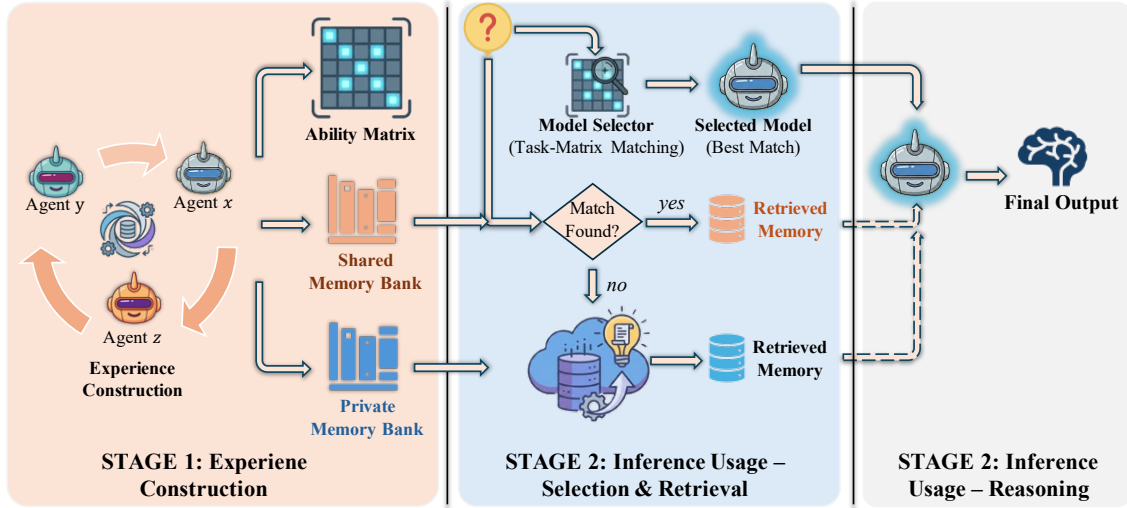 Agent y
Agent x
Agent z
Experience
Construction
Ability Matrix
Shared
Memory Bank
Private
Memory Bank
STAGE 1: Experiene
Construction
?
Model Selector
(Task-Matrix Matching)
Selected Model
(Best Match)
Match
Found?
yes
no
Retrieved
Memory
Retrieved
Memory
STAGE 2: Inference Usage –
Selection & Retrieval
Final Output
STAGE 2: Inference
Usage – Reasoning